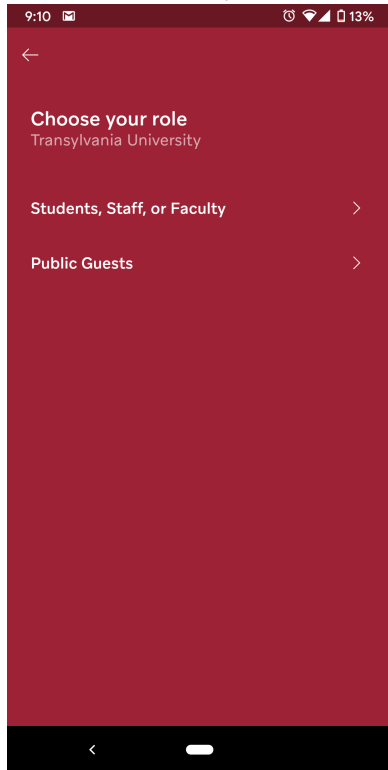 9:10 13%
Choose your role
Transylvania University
Students, Staff, or Faculty
Public Guests